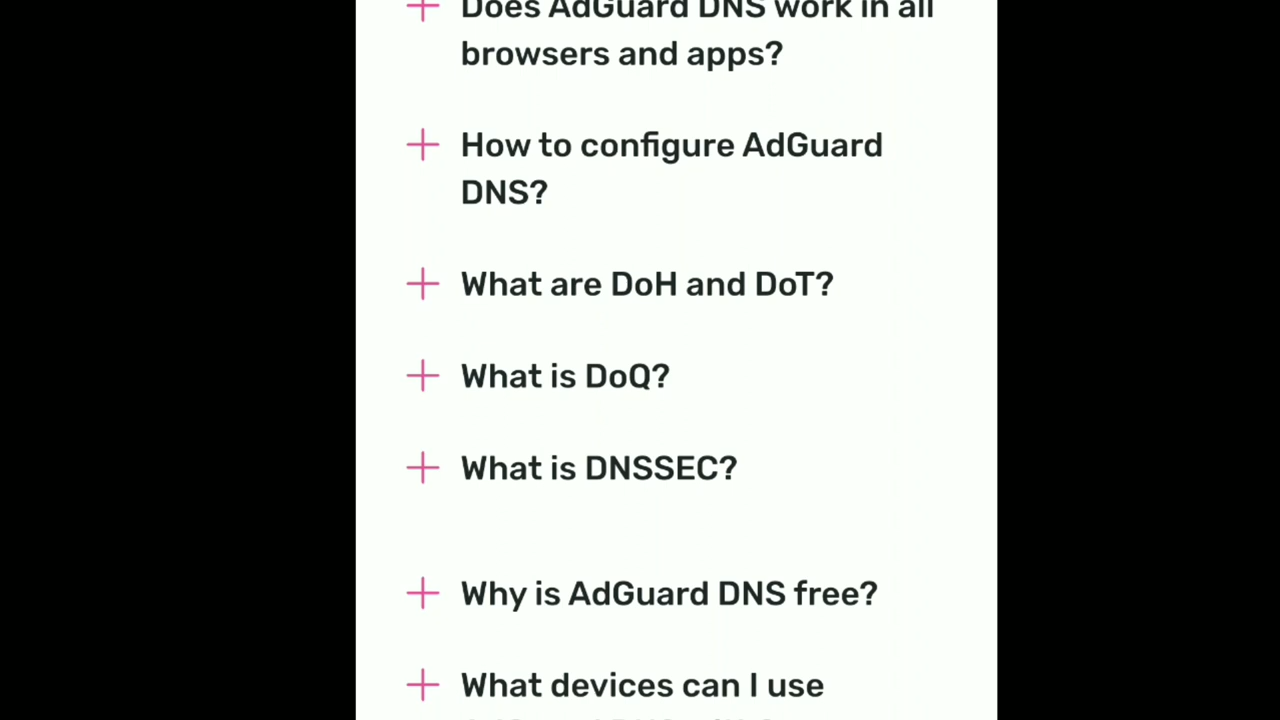 Does AdGuard DNS work in all
browsers and apps?
How to configure AdGuard
DNS?
What are DoH and DoT?
What is DoQ?
What is DNSSEC?
Why is AdGuard DNS free?
What devices can I use